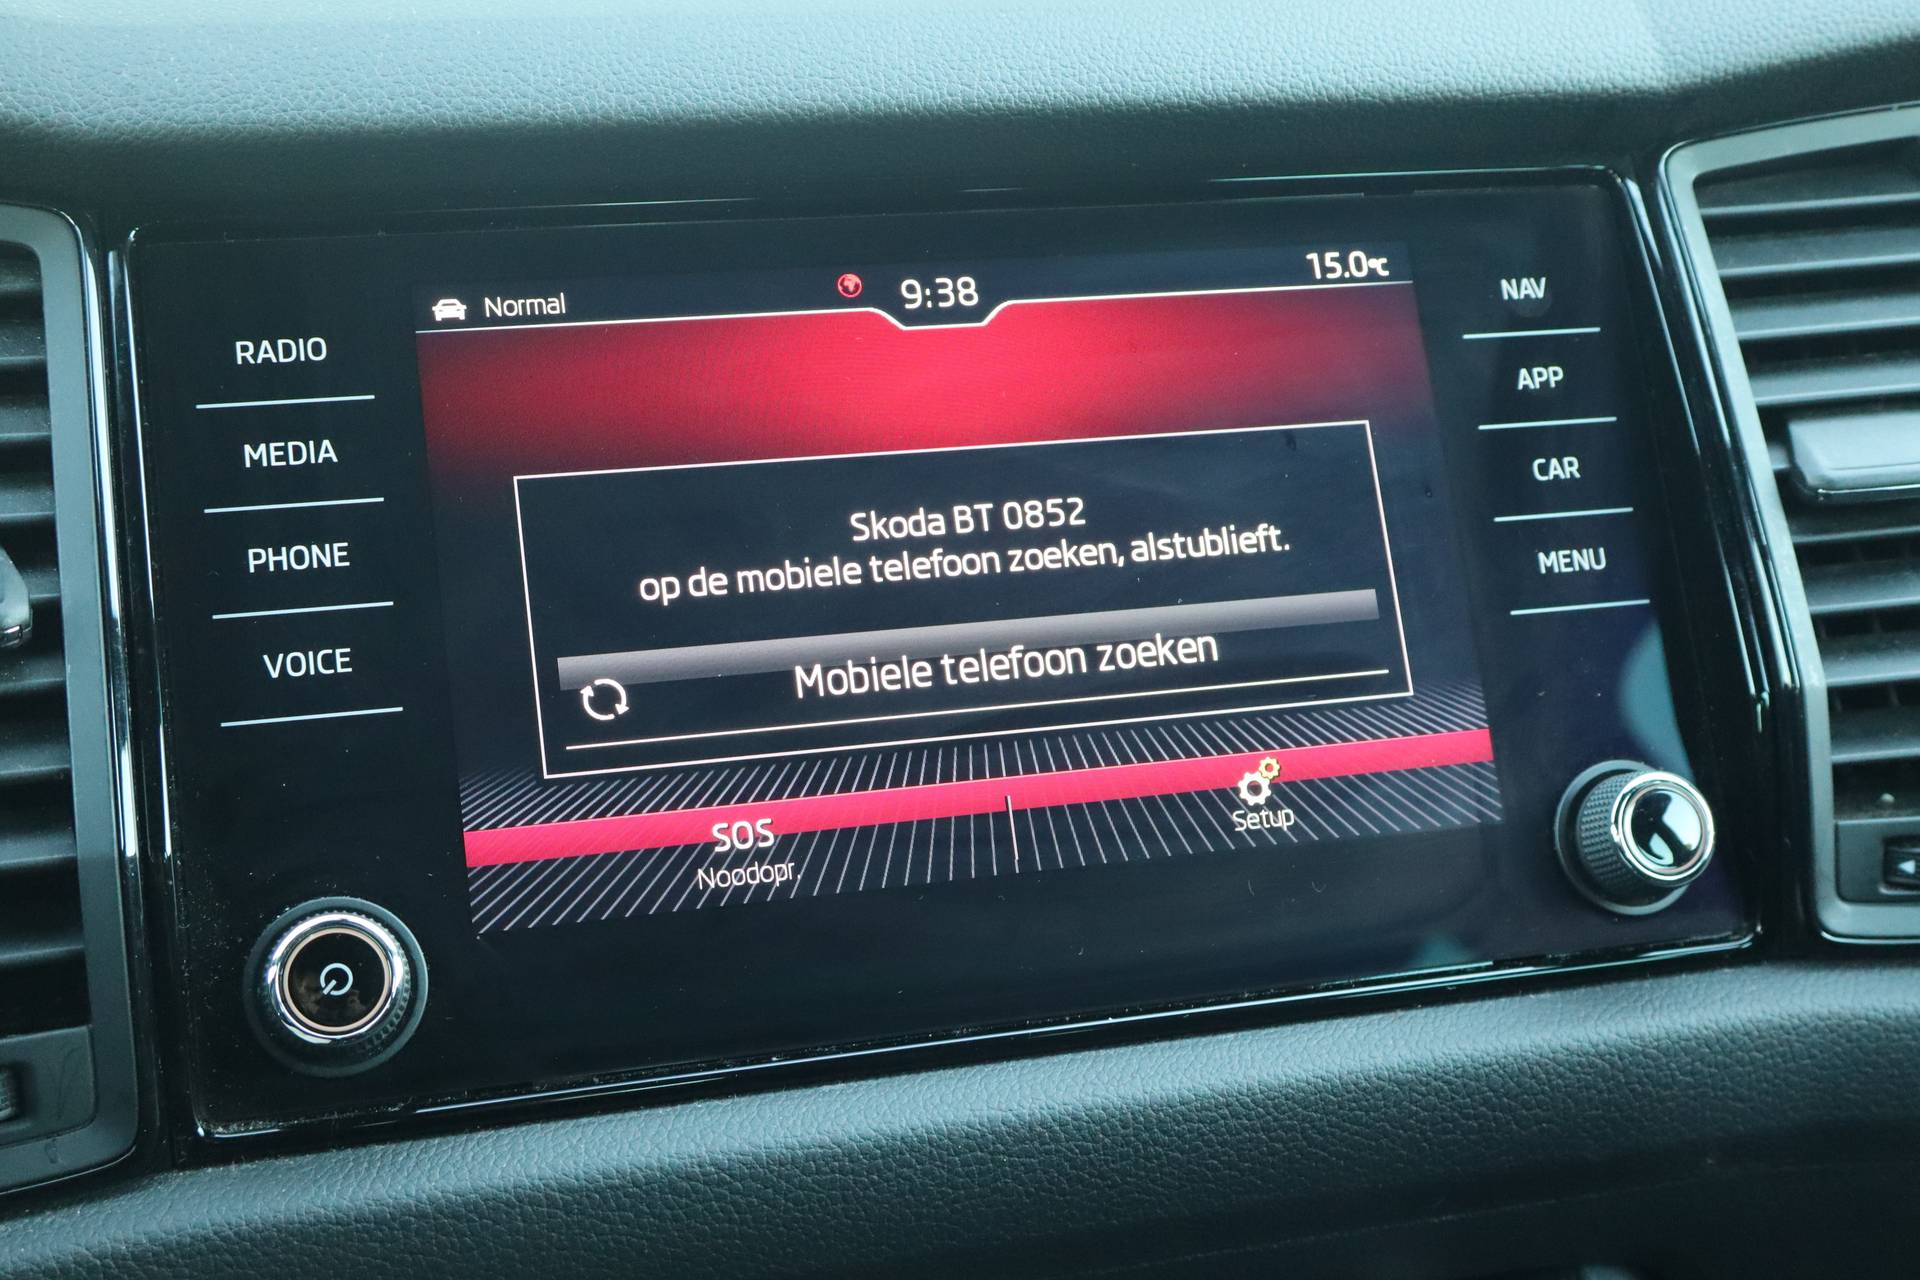 Normal
9:38
15.0°C
RADIO
MEDIA
PHONE
VOICE
Skoda BT 0852
op de mobiele telefoon zoeken, alstublieft.
Mobiele telefoon zoeken
SOS
Noodopr.
Setup
NAV
APP
CAR
MENU